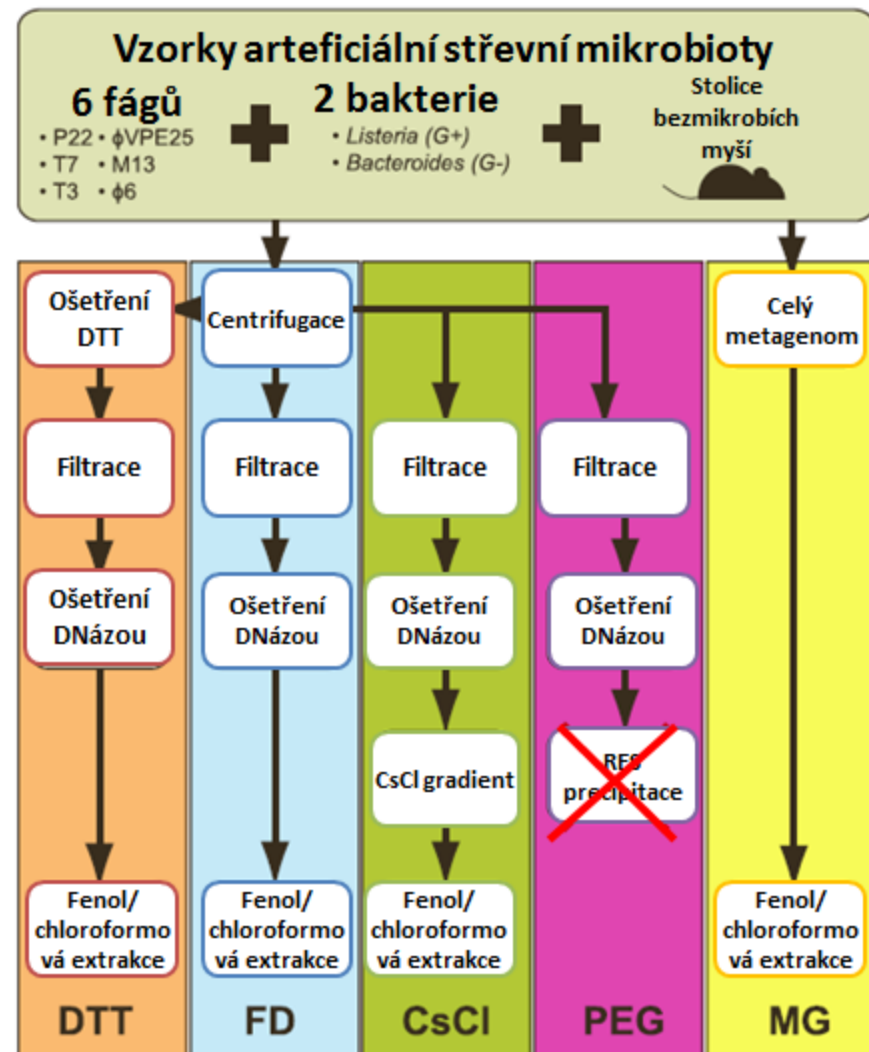 Vzorky arteficiální střevní mikrobioty
6 fágů
• P22 • ϕVPE25
• T7 • M13
• T3 • ϕ6
2 bakterie
• Listeria (G+)
• Bacteroides (G-)
Stolice
bezmikrobích
myší
Ošetření
DTT
Filtrace
Ošetření
DNázou
Fenol/
chloroformo
vá extrakce
DTT
Centrifugace
Filtrace
Ošetření
DNázou
Fenol/
chloroformo
vá extrakce
FD
Filtrace
Ošetření
DNázou
CsCl gradient
Fenol/
chloroformo
vá extrakce
CsCl
Filtrace
Ošetření
DNázou
precipitace
PEG
Celý
metagenom
Fenol/
chloroformo
vá extrakce
MG